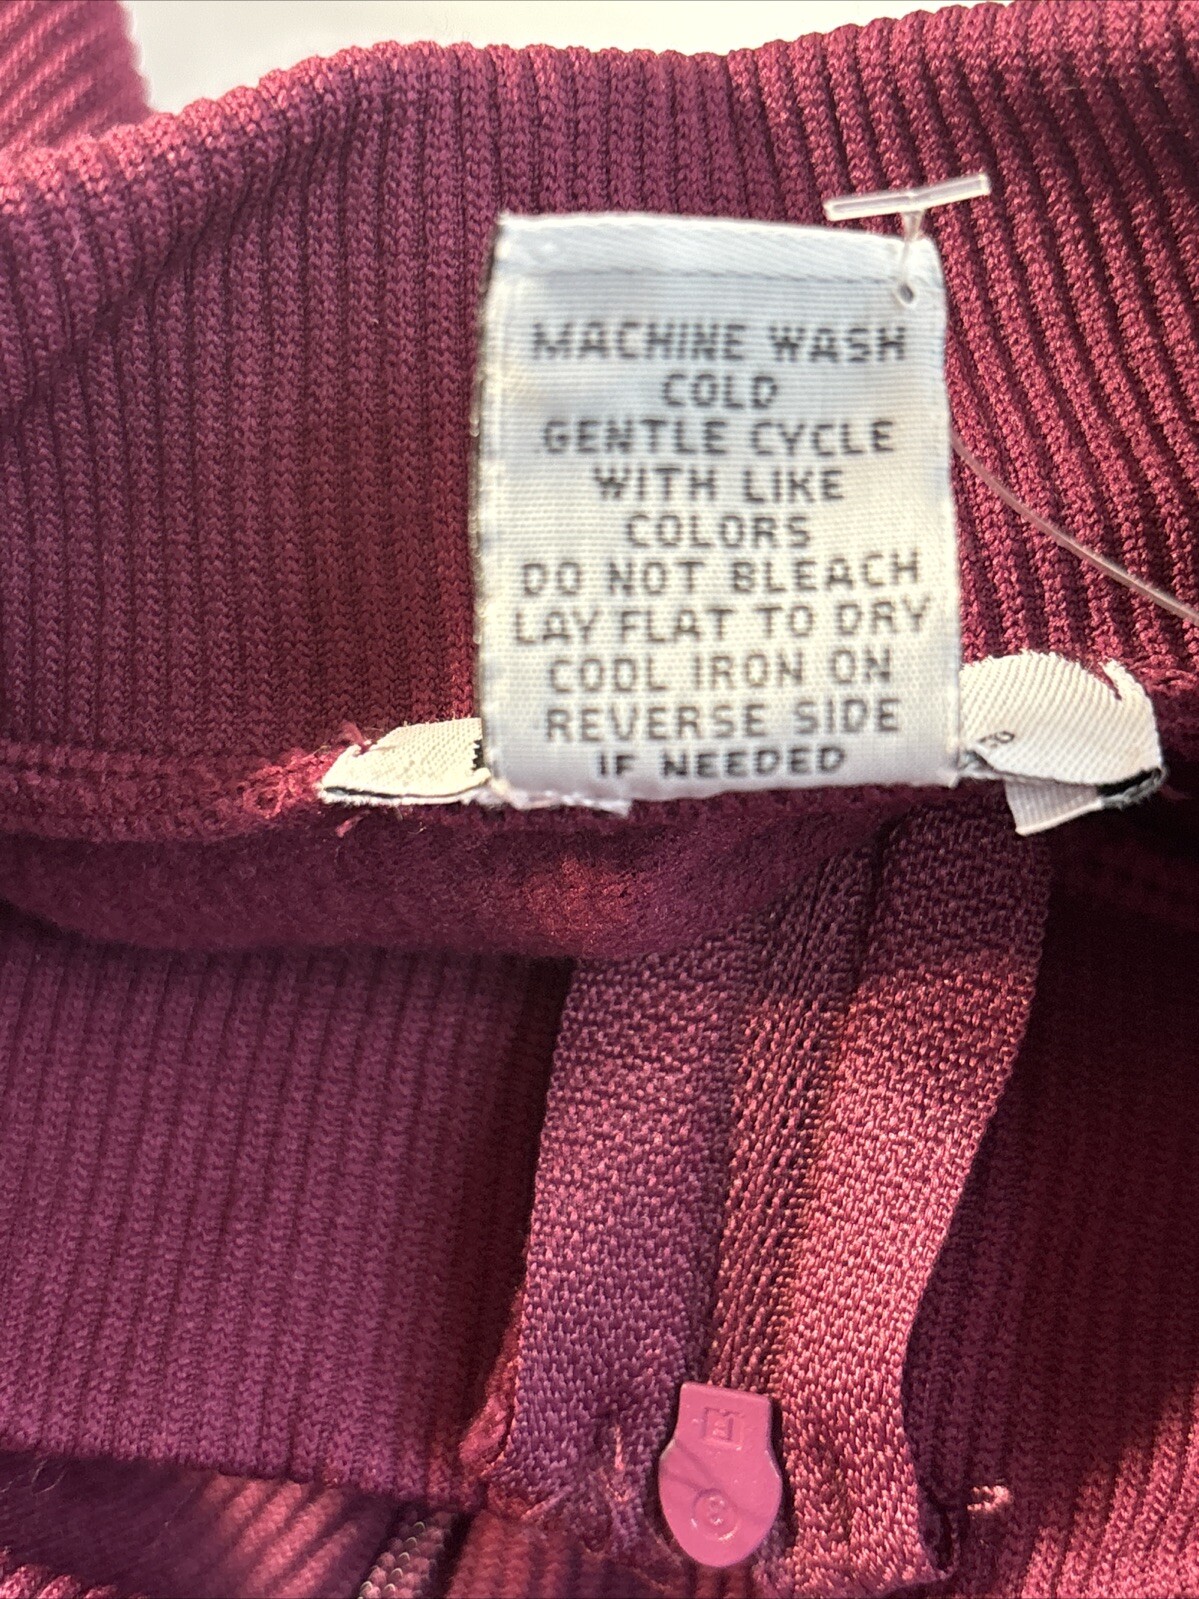 MACHINE WASH
COLD
GENTLE CYCLE
WITH LIKE
COLORS
DO NOT BLEACH
LAY FLAT TO DRY
COOL IRON ON
REVERSE SIDE
IF NEEDED